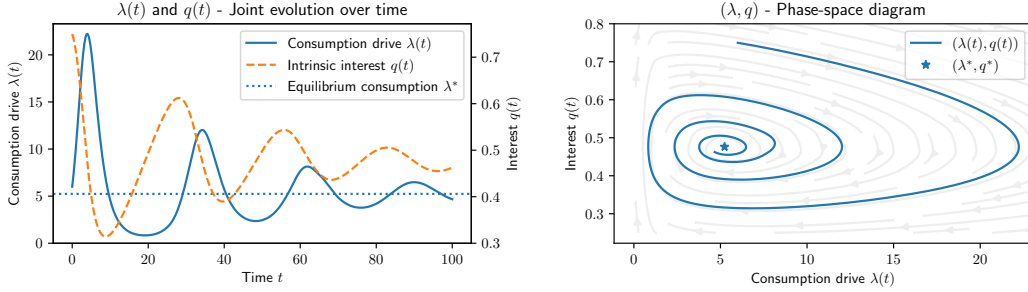 λ(t) and q(t) - Joint evolution over time
Consumption drive λ(t)
20
15
10
5
0
Consumption drive λ(t)
Intrinsic interest q(t)
Equilibrium consumption λ*
0.7
0.6
0.5
0.4
0.3
Interest q(t)
0 20 40 60 80 100
Time t
(λ, q) - Phase-space diagram
Interest q(t)
0.8
0.7
0.6
0.5
0.4
0.3
(λ(t), q(t))
(λ*, q*)
0 5 10 15 20
Consumption drive λ(t)